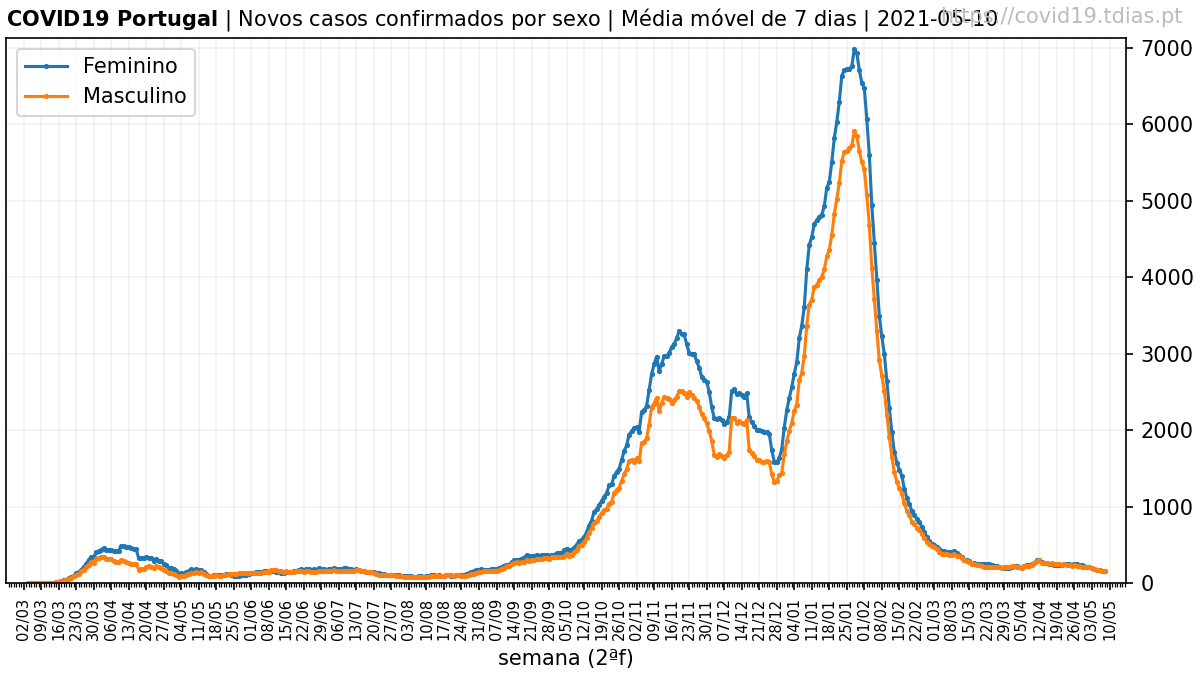 COVID19 Portugal | Novos casos confirmados por sexo | Média móvel de 7 dias | 2021-05-10
https://covid19.tdias.pt
Feminino
Masculino
7000
6000
5000
4000
3000
2000
1000
0
02/03 09/03 16/03 23/03 30/03 06/04 13/04 20/04 27/04 04/05 11/05 18/05 25/05 01/06 08/06 15/06 22/06 29/06 06/07 13/07 20/07 27/07 03/08 10/08 17/08 24/08 31/08 07/09 14/09 21/09 28/09 05/10 12/10 19/10 26/10 02/11 09/11 16/11 23/11 30/11 07/12 14/12 21/12 28/12 04/01 11/01 18/01 25/01 01/02 08/02 15/02 22/02 01/03 08/03 15/03 22/03 29/03 05/04 12/04 19/04 26/04 03/05 10/05
semana (2ªf)